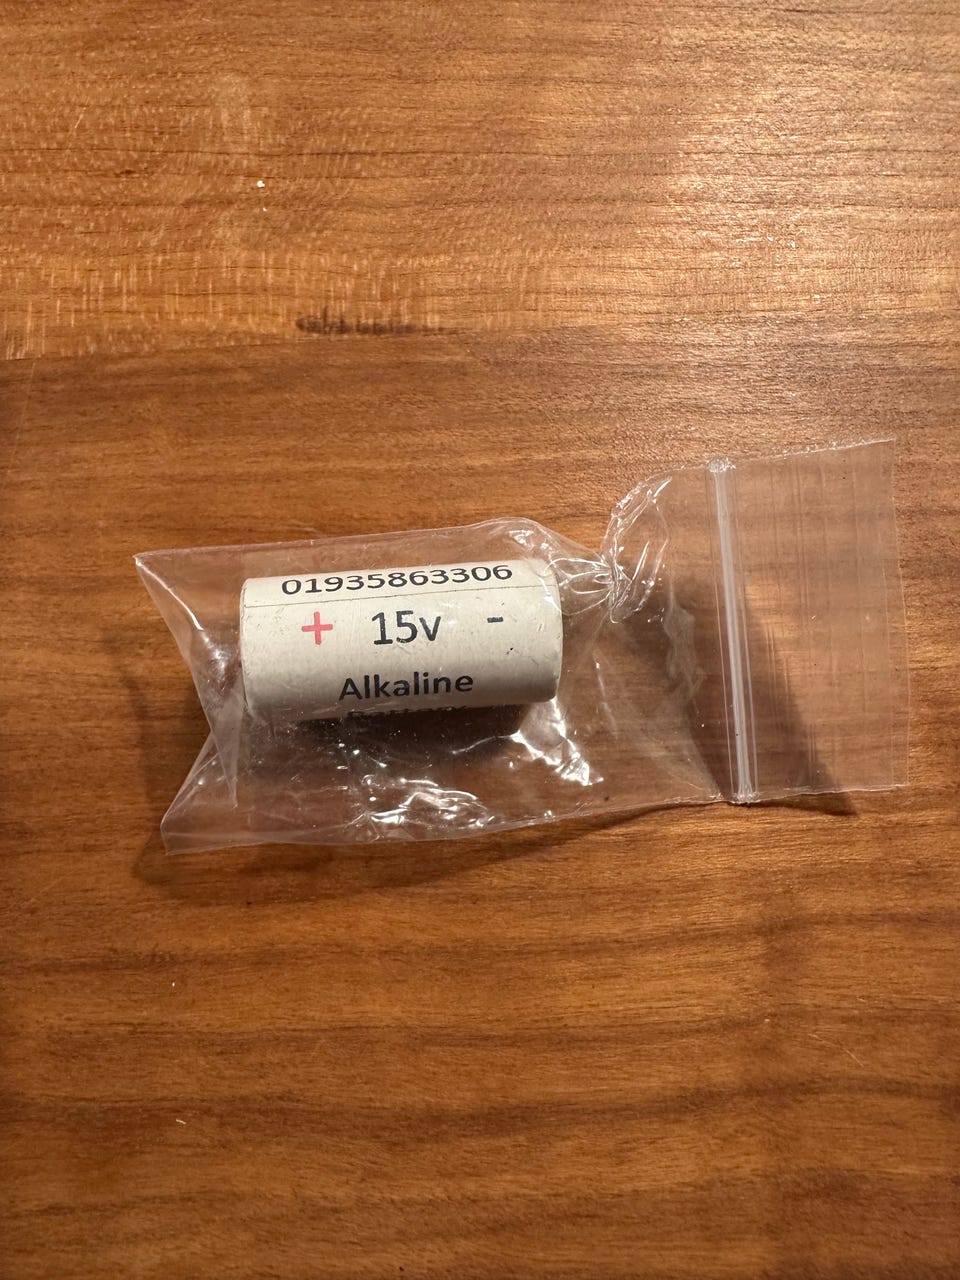 01935863306
+ 15v -
Alkaline